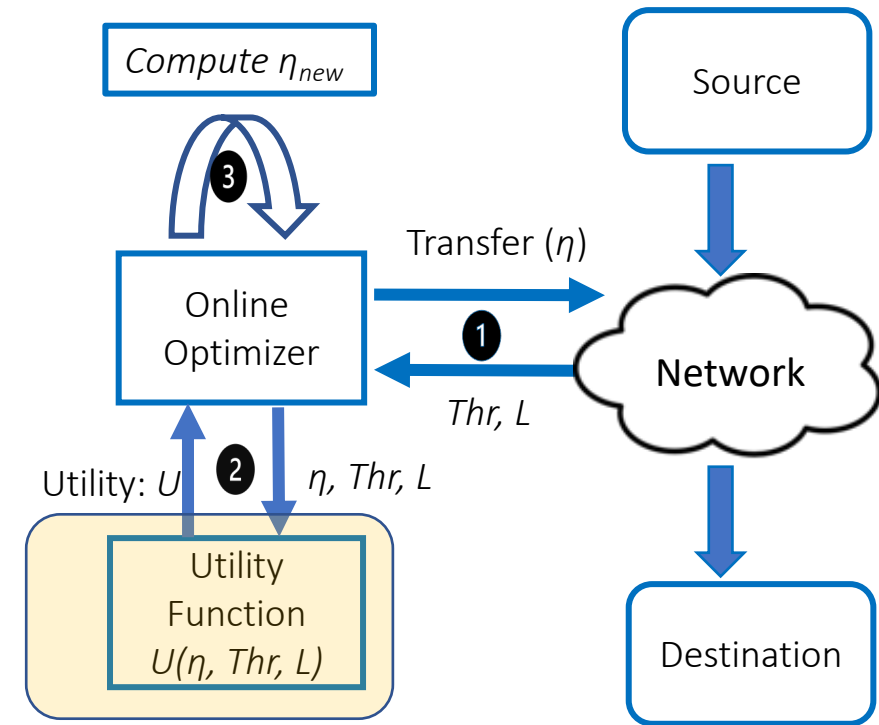 Compute η_new
Source
3
Transfer (η)
Online
Optimizer
1
Network
Thr, L
2
Utility: U
η, Thr, L
Utility
Function
U(η, Thr, L)
Destination